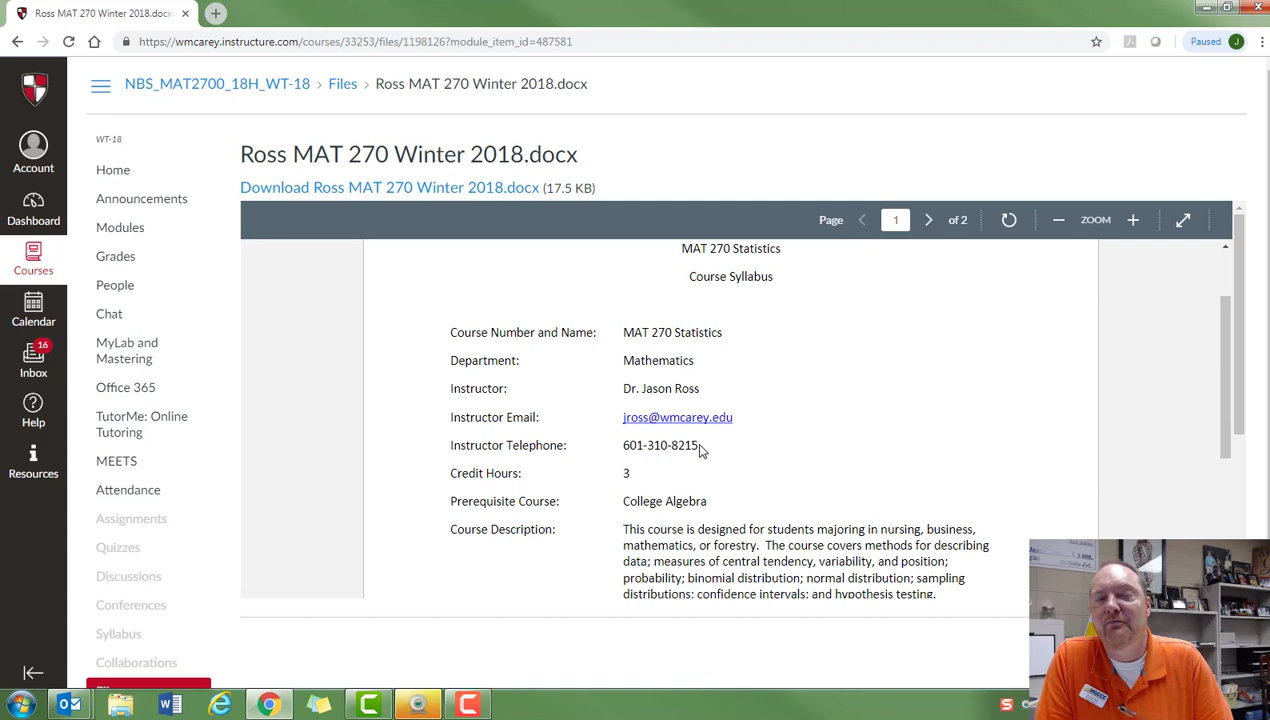 Ross MAT 270 Winter 2018.docx
https://wmcarey.instructure.com/courses/33253/files/1198126?module_item_id=487581
Paused
J
NBS_MAT2700_18H_WT-18 > Files > Ross MAT 270 Winter 2018.docx
WT-18
Account
Dashboard
Courses
Calendar
16
Inbox
Help
Resources
Home
Announcements
Modules
Grades
People
Chat
MyLab and
Mastering
Office 365
TutorMe: Online
Tutoring
MEETS
Attendance
Assignments
Quizzes
Discussions
Conferences
Syllabus
Collaborations
Ross MAT 270 Winter 2018.docx
Download Ross MAT 270 Winter 2018.docx (17.5 KB)
Page 1 of 2 ZOOM
MAT 270 Statistics
Course Syllabus
Course Number and Name: MAT 270 Statistics
Department: Mathematics
Instructor: Dr. Jason Ross
Instructor Email: jross@wmcarey.edu
Instructor Telephone: 601-310-8215
Credit Hours: 3
Prerequisite Course: College Algebra
Course Description: This course is designed for students majoring in nursing, business,
mathematics, or forestry. The course covers methods for describing
data; measures of central tendency, variability, and position;
probability; binomial distribution; normal distribution; sampling
distributions; confidence intervals; and hypothesis testing.